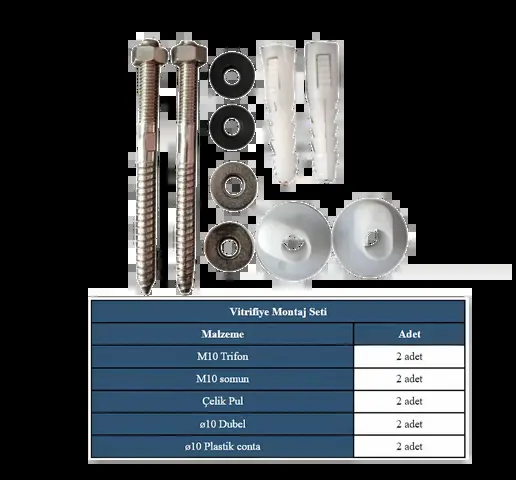 Vitrifiye Montaj Seti
Malzeme Adet
M10 Trifon 2 adet
M10 somun 2 adet
Çelik Pul 2 adet
ø10 Dubel 2 adet
ø10 Plastik conta 2 adet